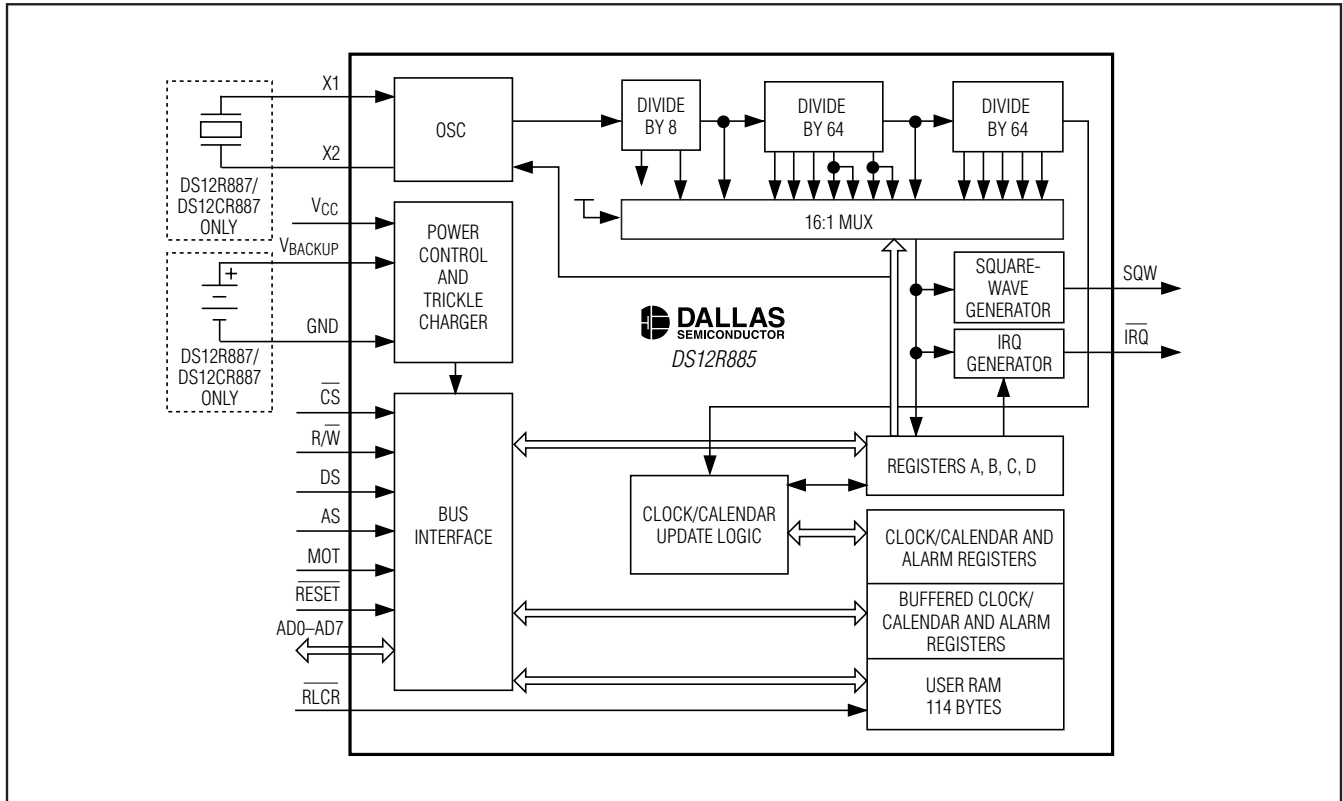 X1
X2
DS12R887/
DS12CR887
ONLY
VCC
VBACKUP
+
GND
DS12R887/
DS12CR887
ONLY
CS
R/W
DS
AS
MOT
RESET
AD0–AD7
RLCR
OSC
DIVIDE
BY 8
DIVIDE
BY 64
DIVIDE
BY 64
16:1 MUX
POWER
CONTROL
AND
TRICKLE
CHARGER
SQUARE-
WAVE
GENERATOR
SQW
DALLAS
SEMICONDUCTOR
DS12R885
IRQ
GENERATOR
IRQ
BUS
INTERFACE
REGISTERS A, B, C, D
CLOCK/CALENDAR
UPDATE LOGIC
CLOCK/CALENDAR AND
ALARM REGISTERS
BUFFERED CLOCK/
CALENDAR AND ALARM
REGISTERS
USER RAM
114 BYTES